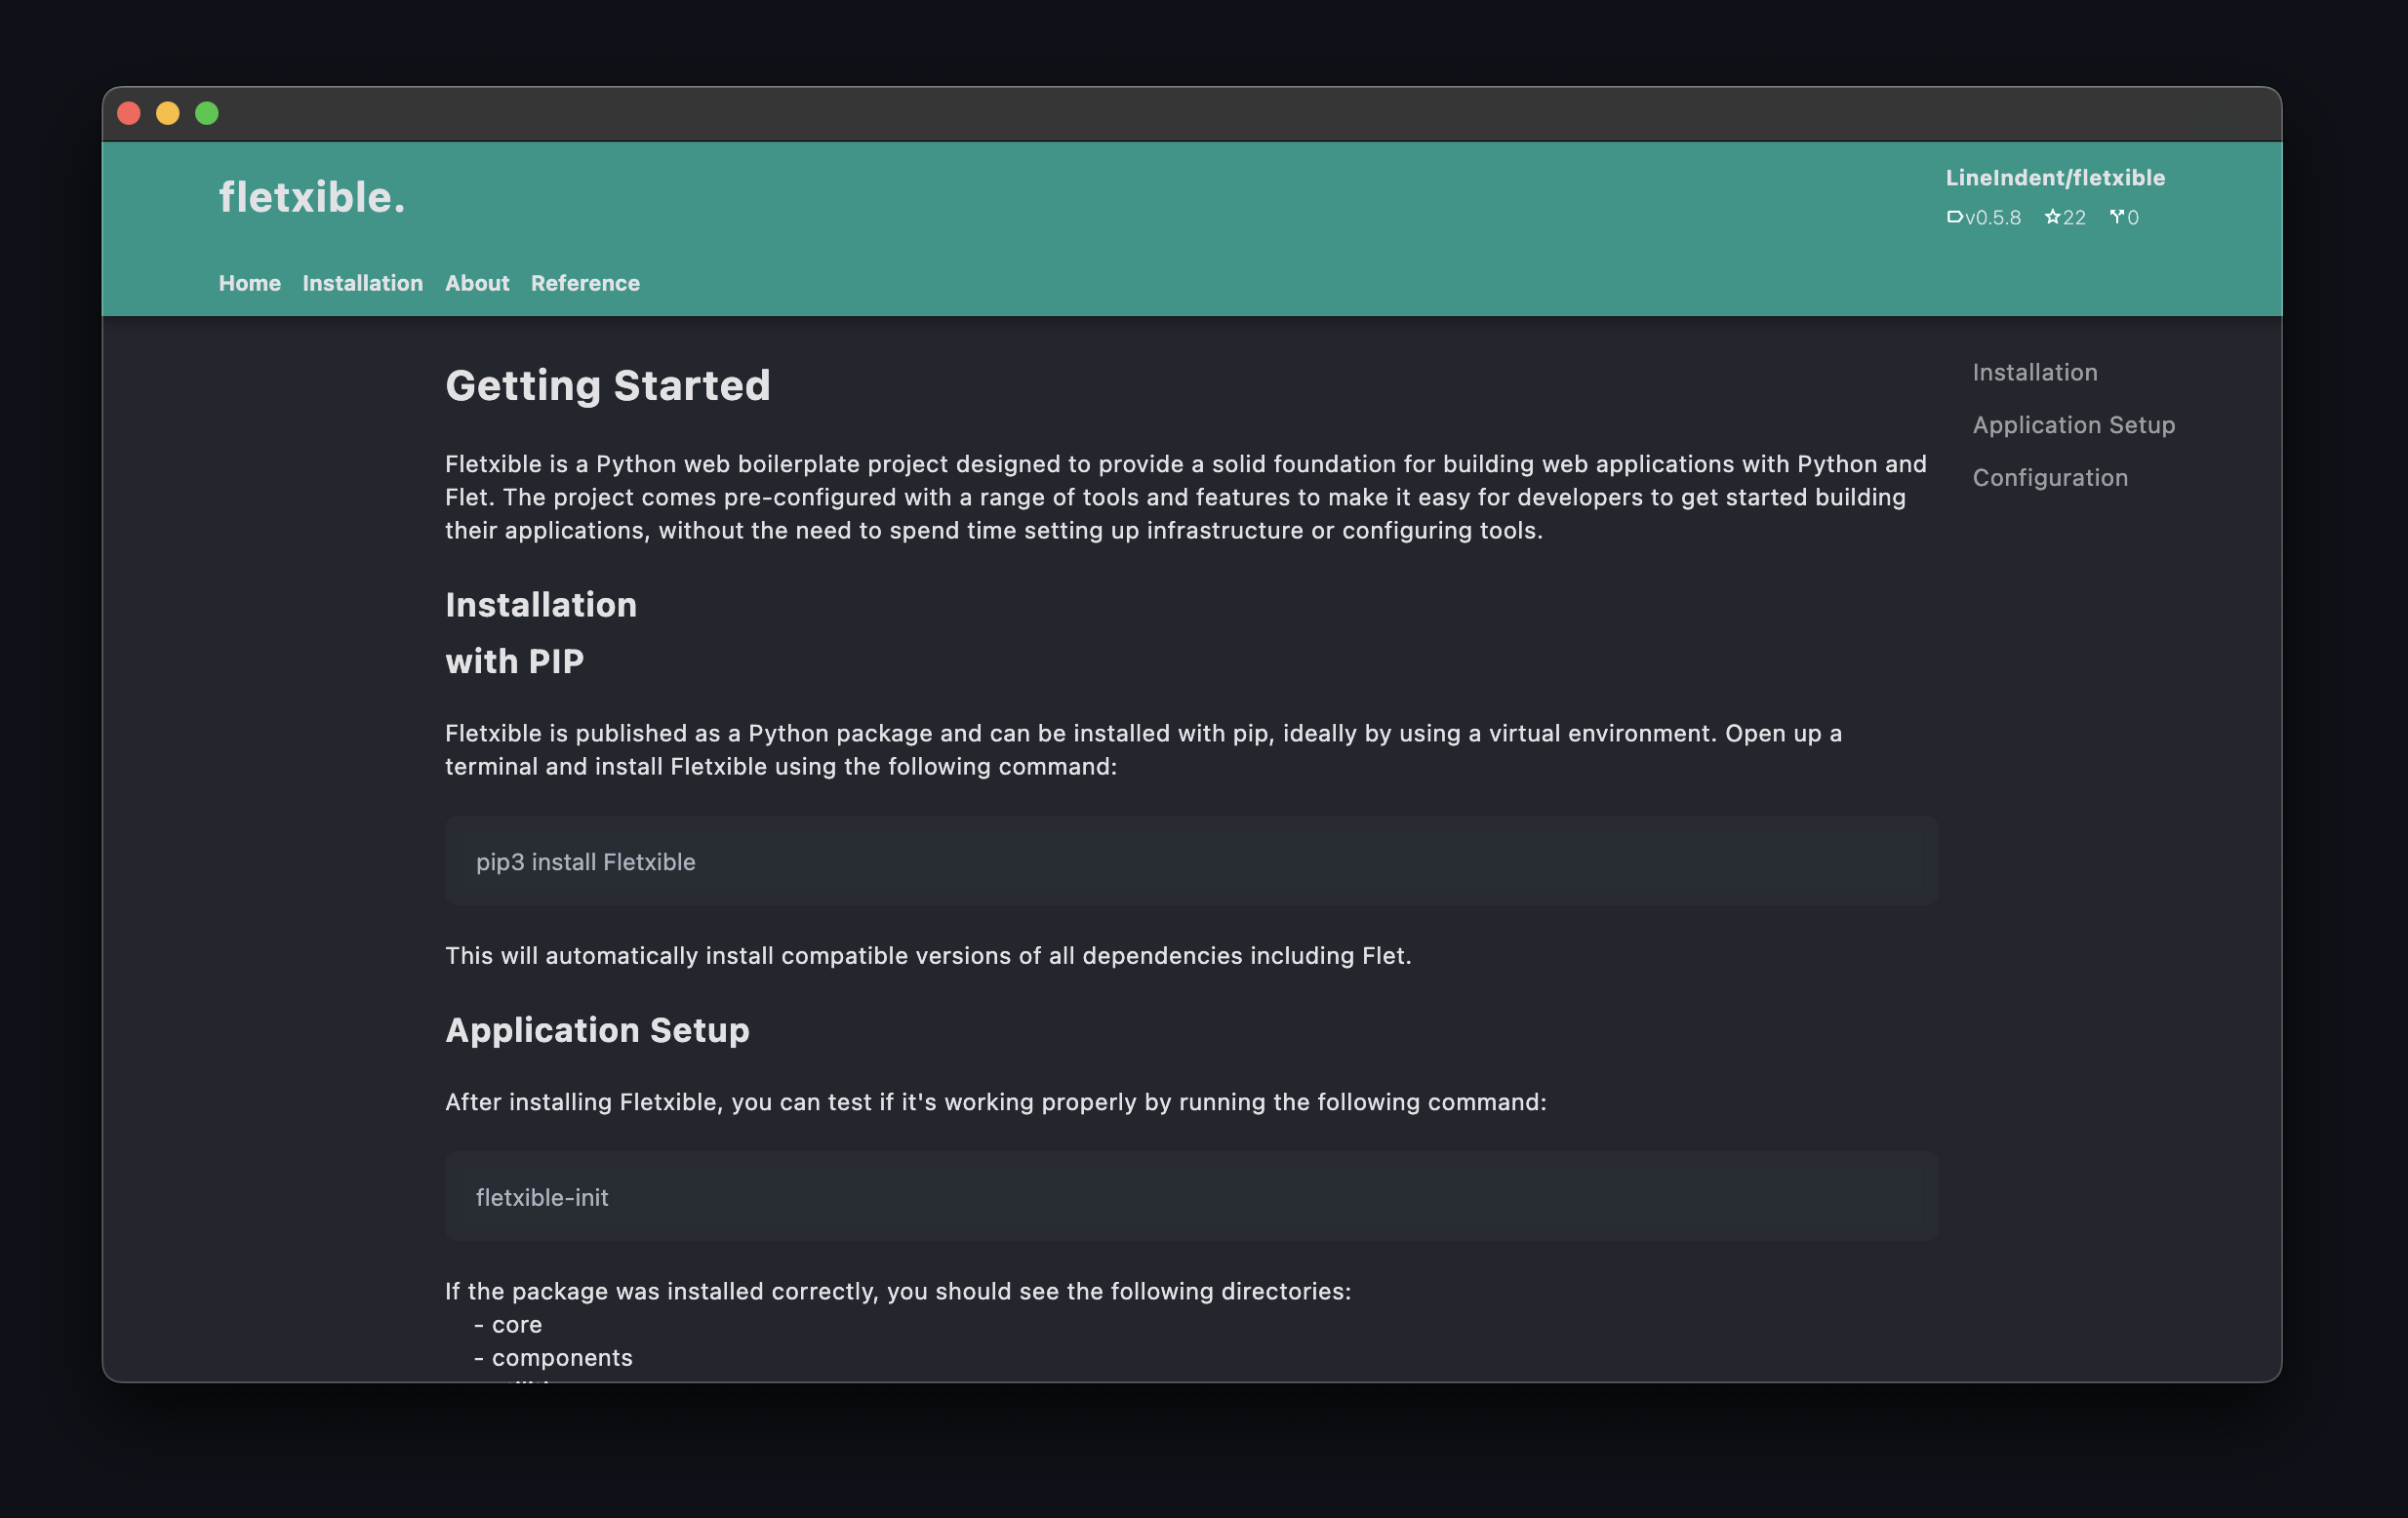 fletxible.
LineIndent/fletxible
v0.5.8 22 0
Home Installation About Reference
Getting Started
Fletxible is a Python web boilerplate project designed to provide a solid foundation for building web applications with Python and
Flet. The project comes pre-configured with a range of tools and features to make it easy for developers to get started building
their applications, without the need to spend time setting up infrastructure or configuring tools.
Installation
with PIP
Fletxible is published as a Python package and can be installed with pip, ideally by using a virtual environment. Open up a
terminal and install Fletxible using the following command:
pip3 install Fletxible
This will automatically install compatible versions of all dependencies including Flet.
Application Setup
After installing Fletxible, you can test if it's working properly by running the following command:
fletxible-init
If the package was installed correctly, you should see the following directories:
- core
- components
Installation
Application Setup
Configuration